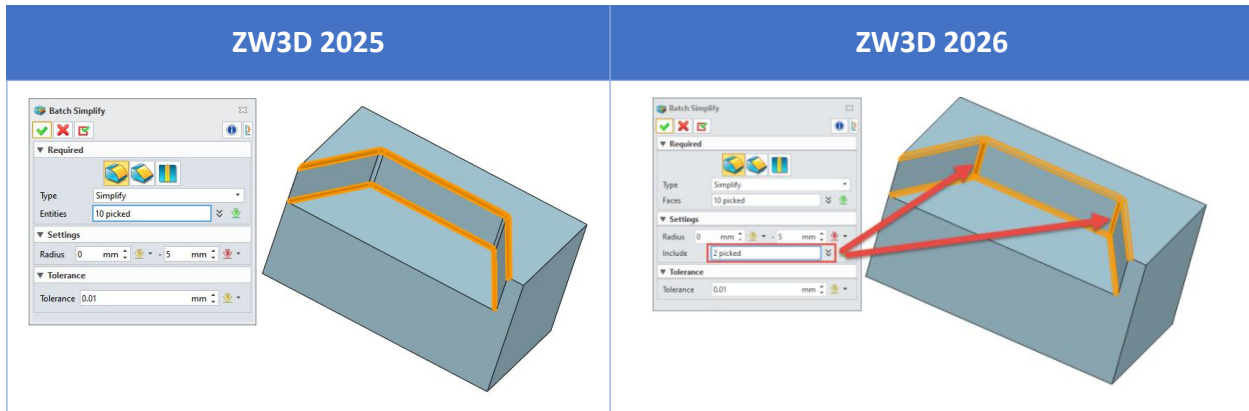 ZW3D 2025
ZW3D 2026
Batch Simplify
Required
Type Simplify
Entities 10 picked
Settings
Radius 0 mm - 5 mm
Tolerance
Tolerance 0.01 mm
Batch Simplify
Required
Type Simplify
Faces 10 picked
Settings
Radius 0 mm - 5 mm
Include 2 picked
Tolerance
Tolerance 0.01 mm